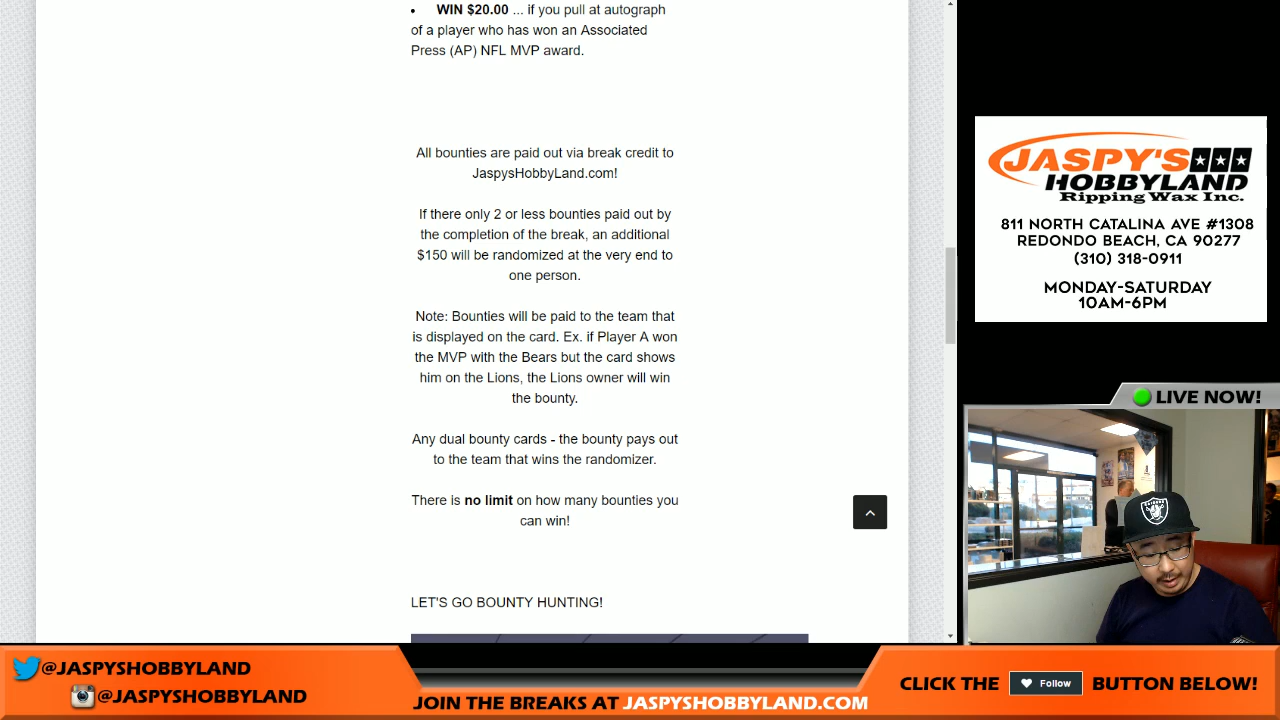 • WIN $20.00 ... if you pull at autograph
of a player who has won an Associated
Press (AP) NFL MVP award.
All bounties are paid out via break credit to
JaspysHobbyLand.com!
If there only 2 or less bounties paid out by
the completion of the break, an additional
$150 will be randomized at the very end to
one person.
Note: Bounties will be paid to the team that
is displayed on the card. Ex. if Player A won
the MVP with the Bears but the card shows
him on the Lions, the Lions owner will win
the bounty.
Any dual bounty cards - the bounty pays out
to the team that wins the randomizer.
There is no limit on how many bounties you
can win!
LET'S GO BOUNTY HUNTING!
JASPY'S
HOBBYLAND
Ripping Wax Inc.
811 NORTH CATALINA AVE #1308
REDONDO BEACH, CA 90277
(310) 318-0911
MONDAY-SATURDAY
10AM-6PM
LIVE NOW!
@JASPYSHOBBYLAND
@JASPYSHOBBYLAND
JOIN THE BREAKS AT JASPYSHOBBYLAND.COM
CLICK THE Follow BUTTON BELOW!